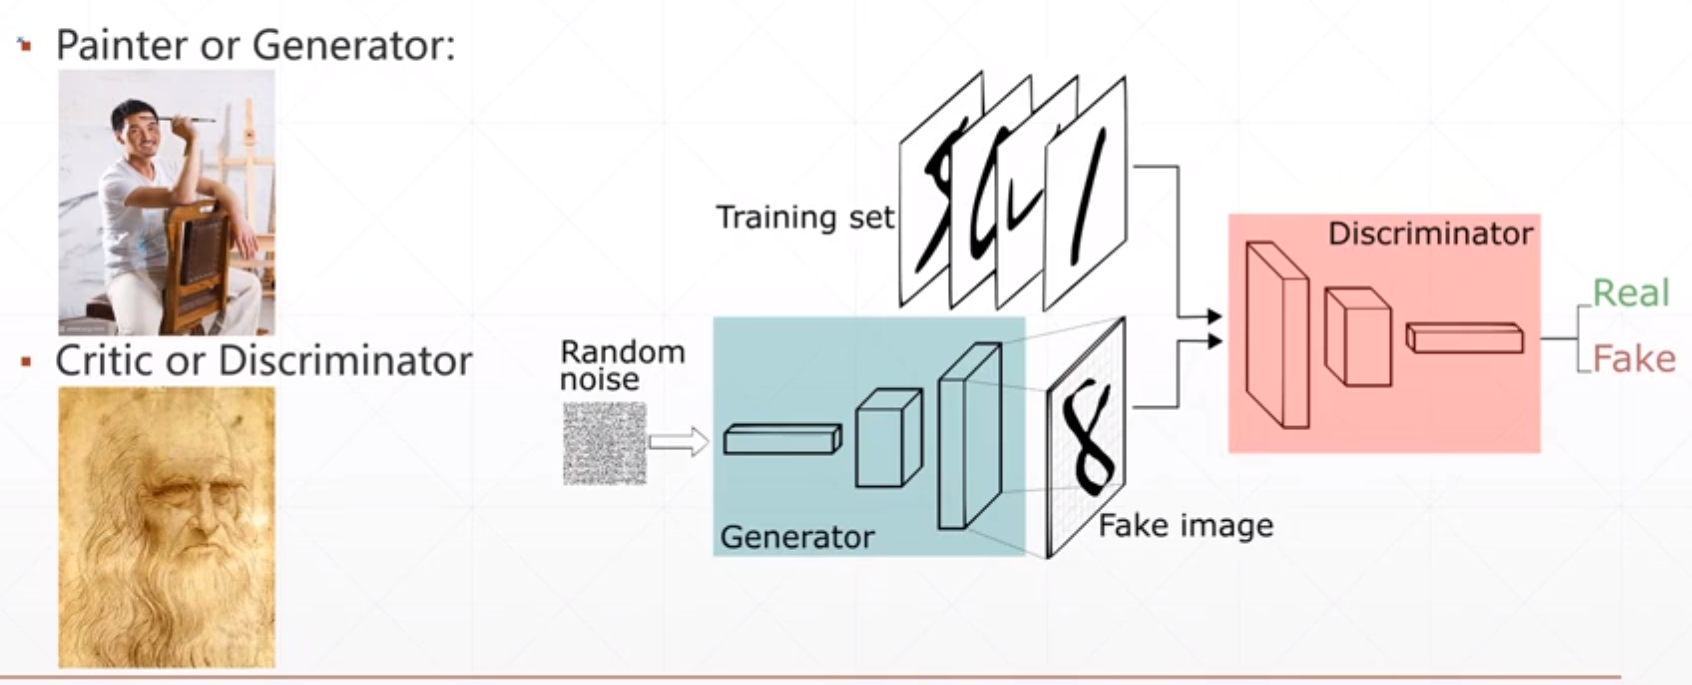 Painter or Generator:
Critic or Discriminator
Training set
Random
noise
Generator
Fake image
Discriminator
Real
Fake